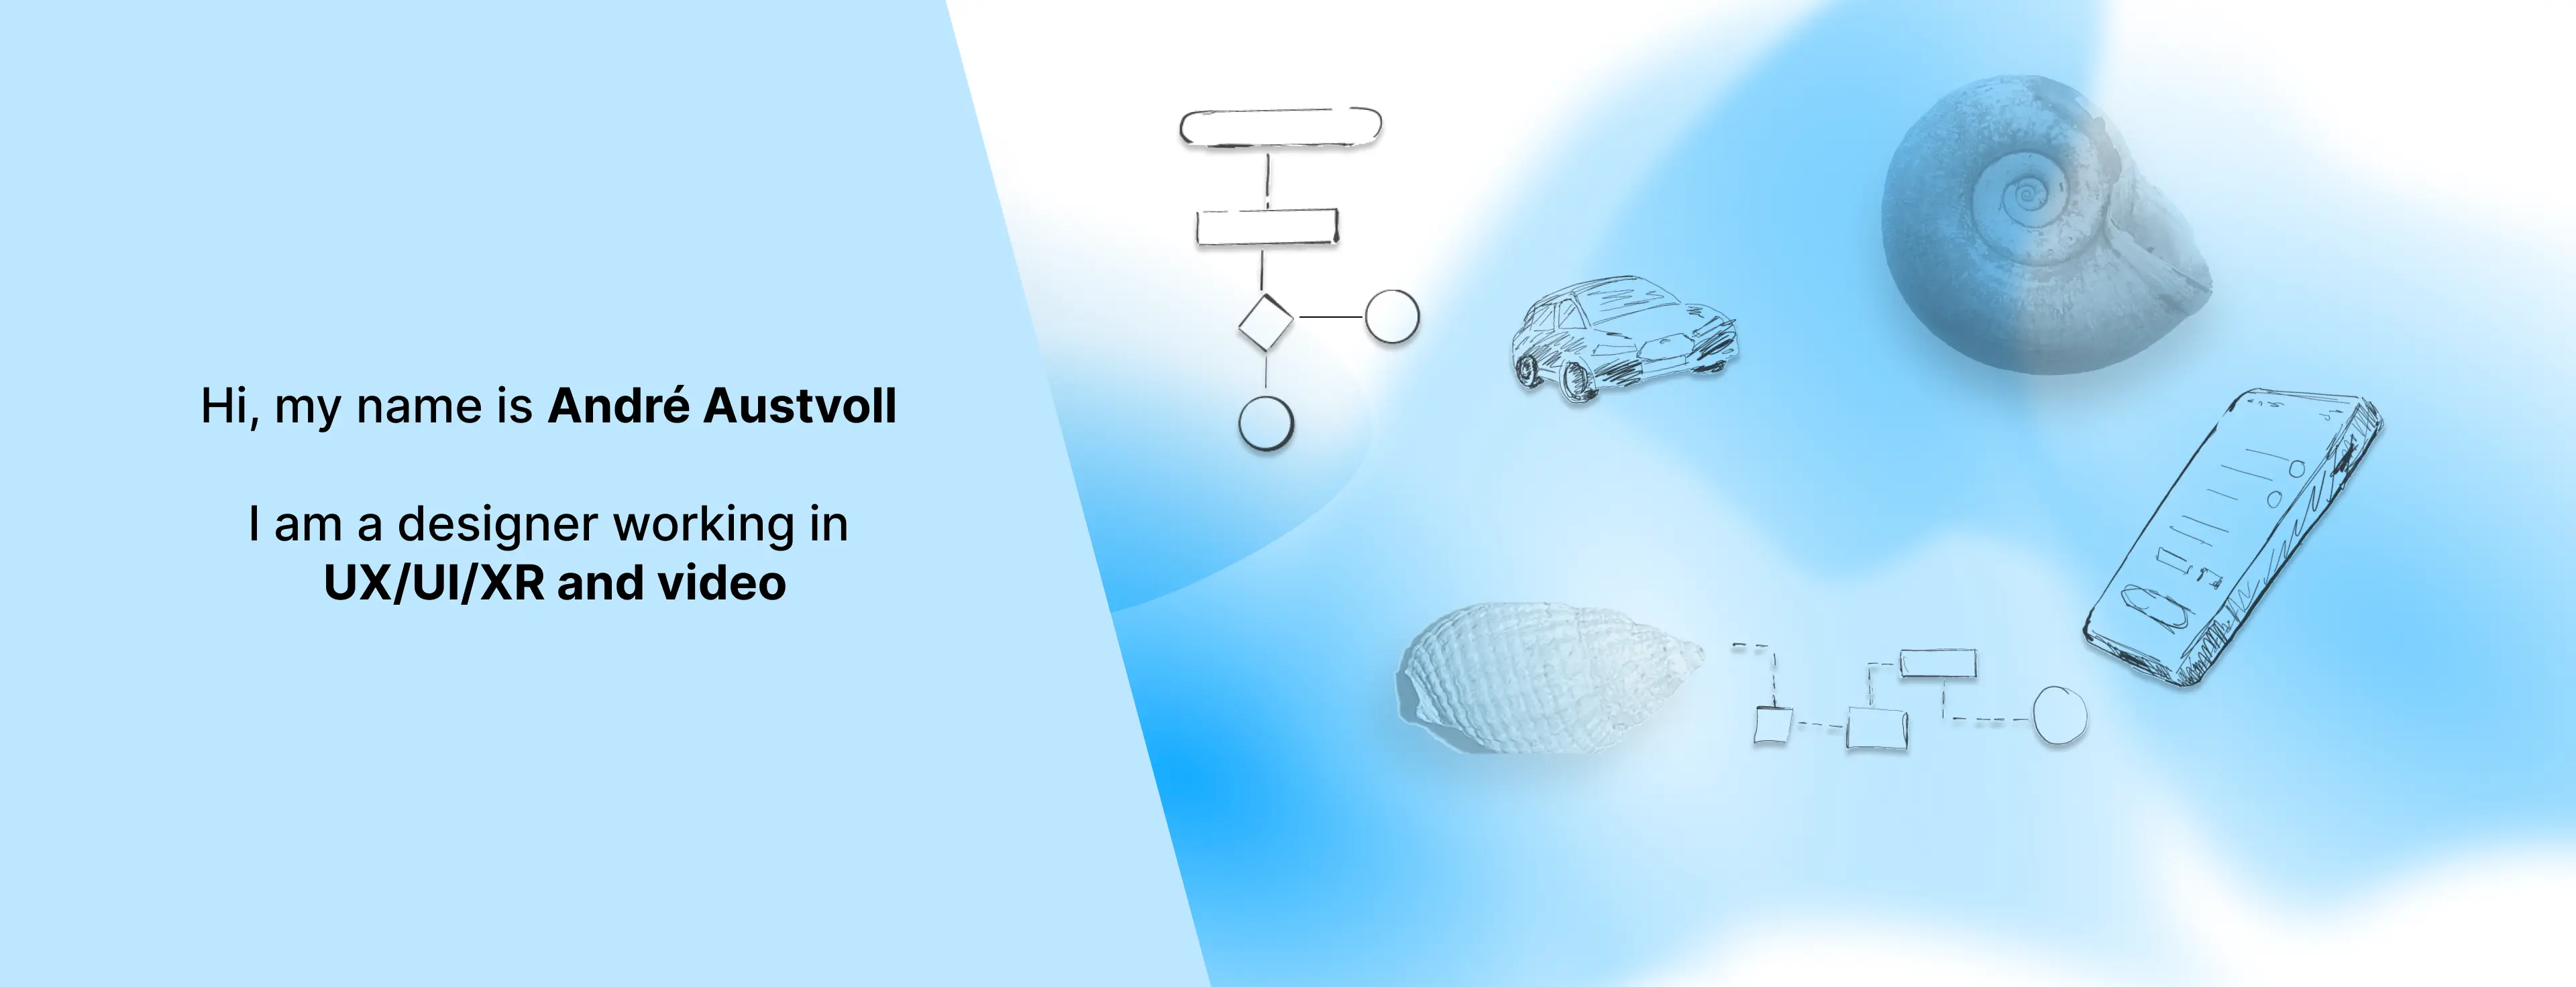 Hi, my name is André Austvoll
I am a designer working in
UX/UI/XR and video